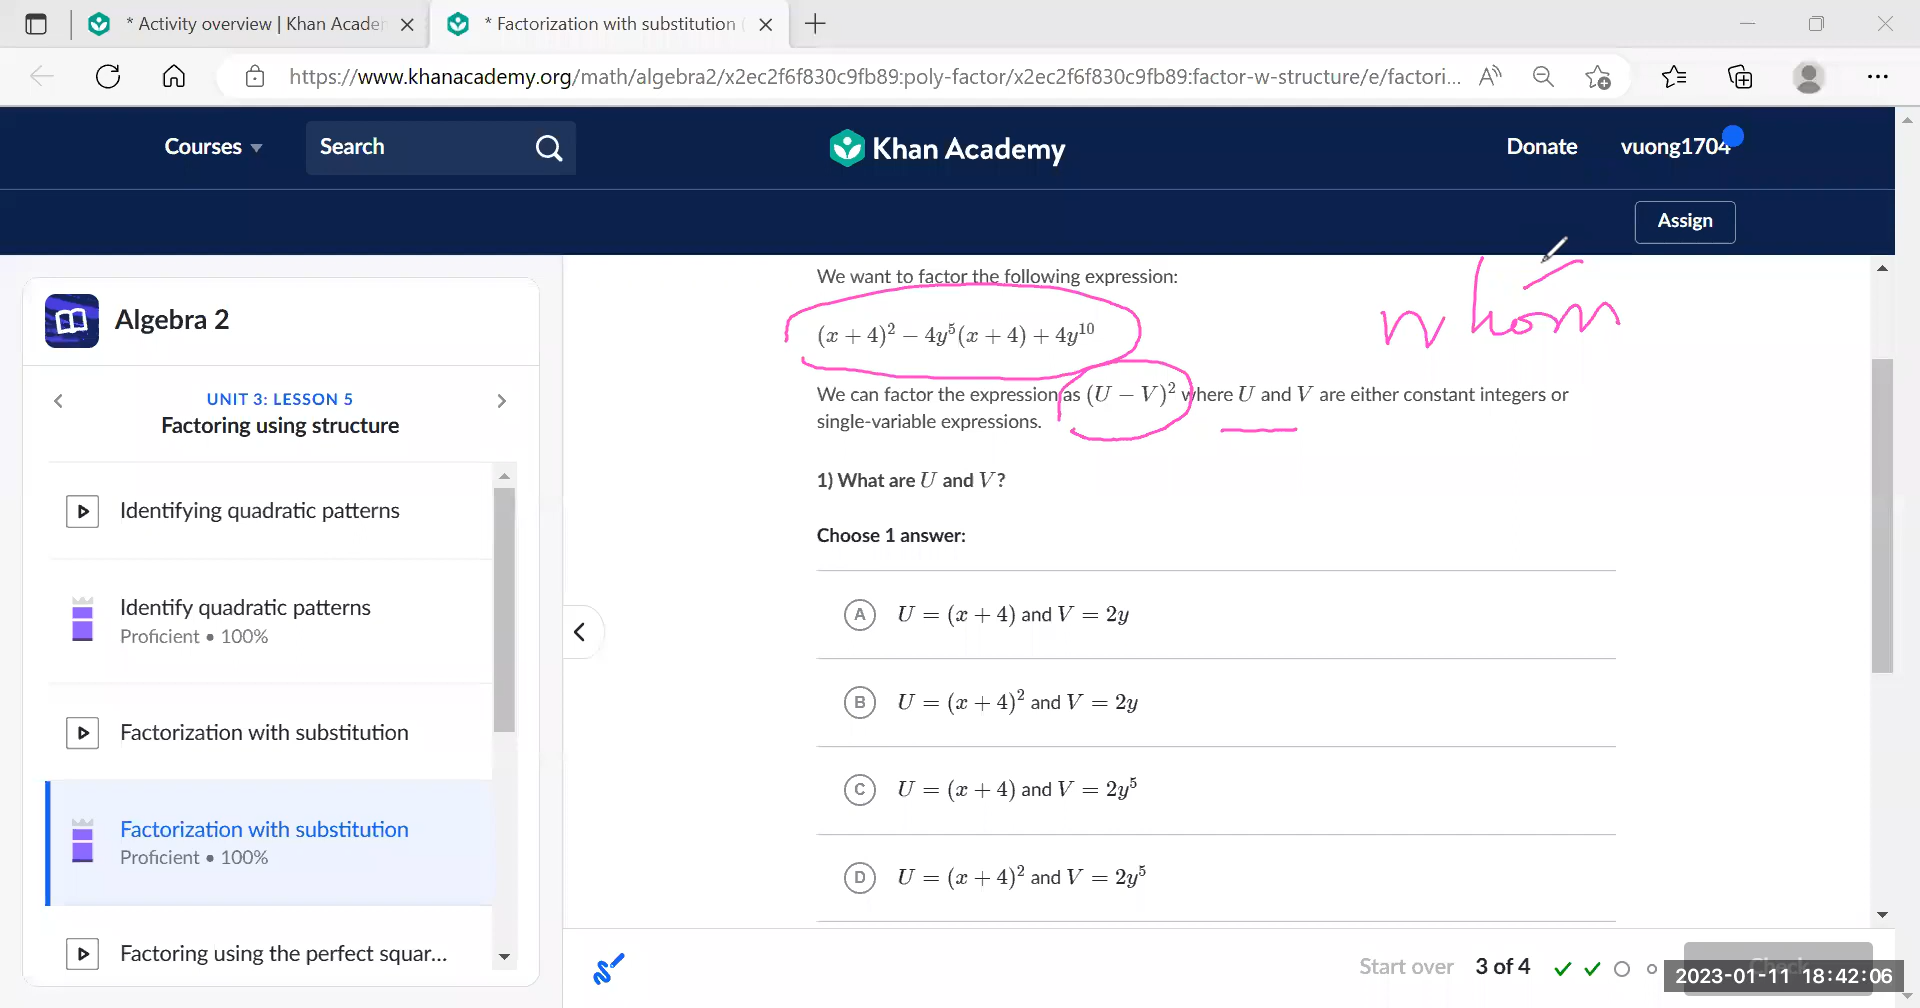 * Activity overview | Khan Acade
* Factorization with substitution (
https://www.khanacademy.org/math/algebra2/x2ec2f6f830c9fb89:poly-factor/x2ec2f6f830c9fb89:factor-w-structure/e/factori...
Courses
Search
Khan Academy
Donate
vuong1704
Assign
Algebra 2
UNIT 3: LESSON 5
Factoring using structure
Identifying quadratic patterns
Identify quadratic patterns
Proficient • 100%
Factorization with substitution
Factorization with substitution
Proficient • 100%
Factoring using the perfect squar...
We want to factor the following expression:
(x + 4)² − 4y⁵(x + 4) + 4y¹⁰
We can factor the expression as (U − V)² where U and V are either constant integers or
single-variable expressions.
1) What are U and V?
Choose 1 answer:
A U = (x + 4) and V = 2y
B U = (x + 4)² and V = 2y
C U = (x + 4) and V = 2y⁵
D U = (x + 4)² and V = 2y⁵
Start over
3 of 4
Check
2023-01-11 18:42:06